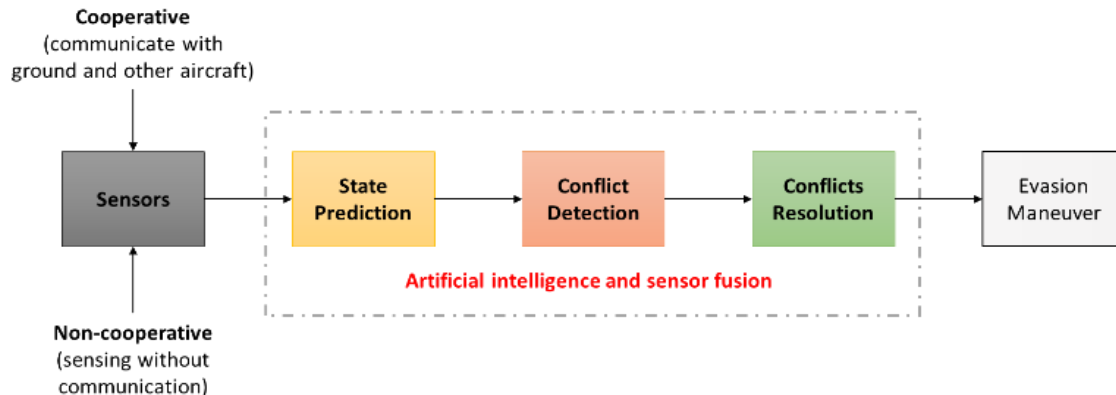 Cooperative
(communicate with
ground and other aircraft)
Sensors
State
Prediction
Conflict
Detection
Conflicts
Resolution
Evasion
Maneuver
Artificial intelligence and sensor fusion
Non-cooperative
(sensing without
communication)